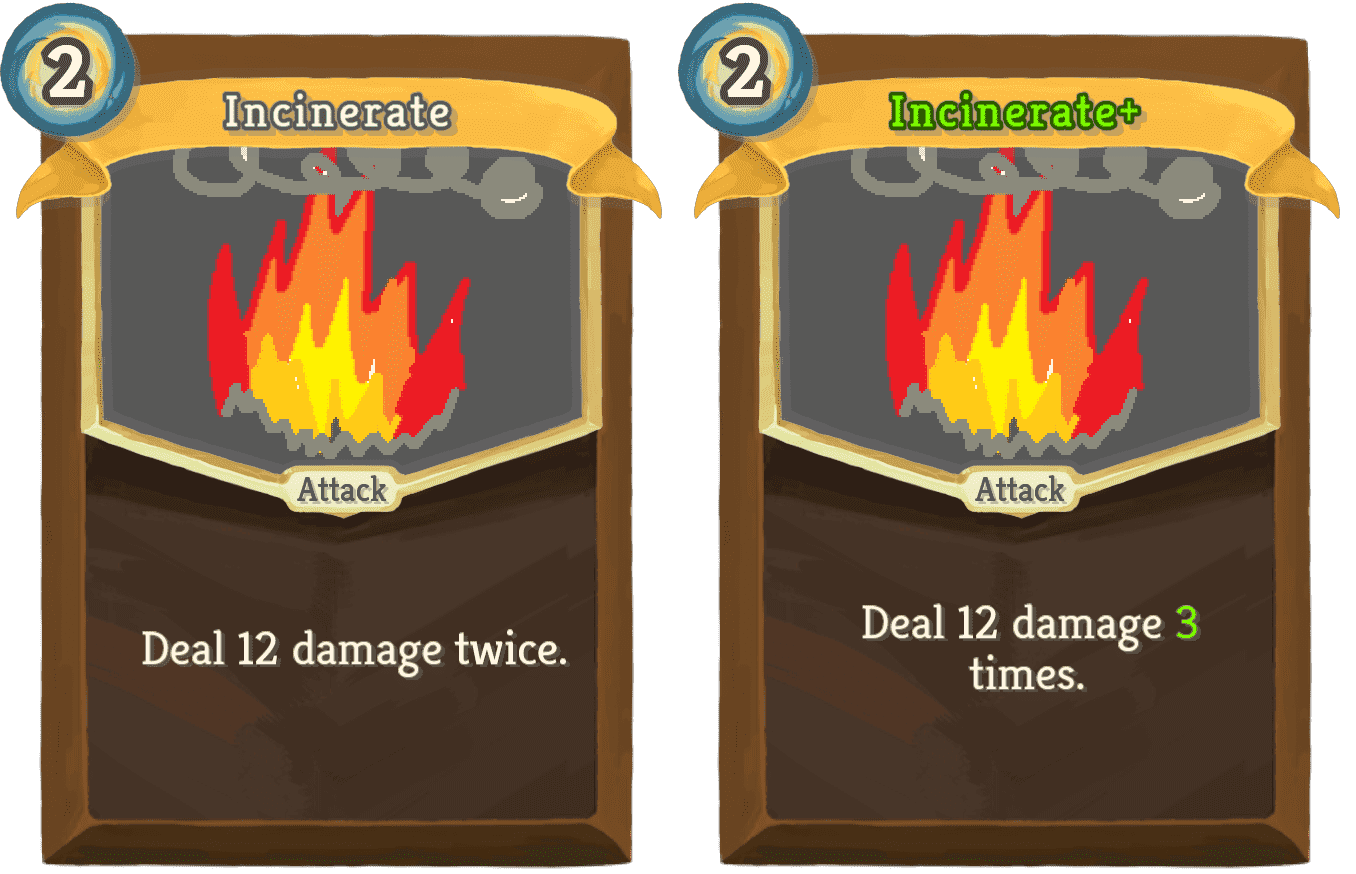 2
Incinerate
Attack
Deal 12 damage twice.
2
Incinerate+
Attack
Deal 12 damage 3
times.